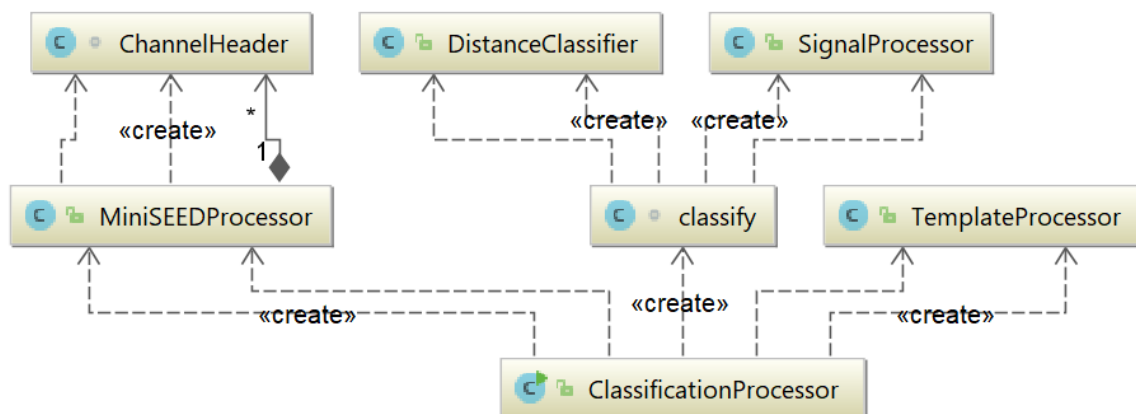 C ChannelHeader
C DistanceClassifier
C SignalProcessor
*
«create»
«create»
«create»
1
C MiniSEEDProcessor
C classify
C TemplateProcessor
«create»
«create»
«create»
C ClassificationProcessor